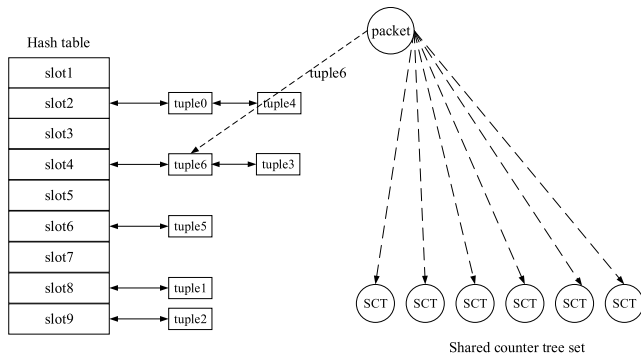 packet
Hash table
tuple6
slot1
slot2
tuple0
tuple4
slot3
slot4
tuple6
tuple3
slot5
slot6
tuple5
slot7
slot8
tuple1
slot9
tuple2
SCT
SCT
SCT
SCT
SCT
SCT
Shared counter tree set